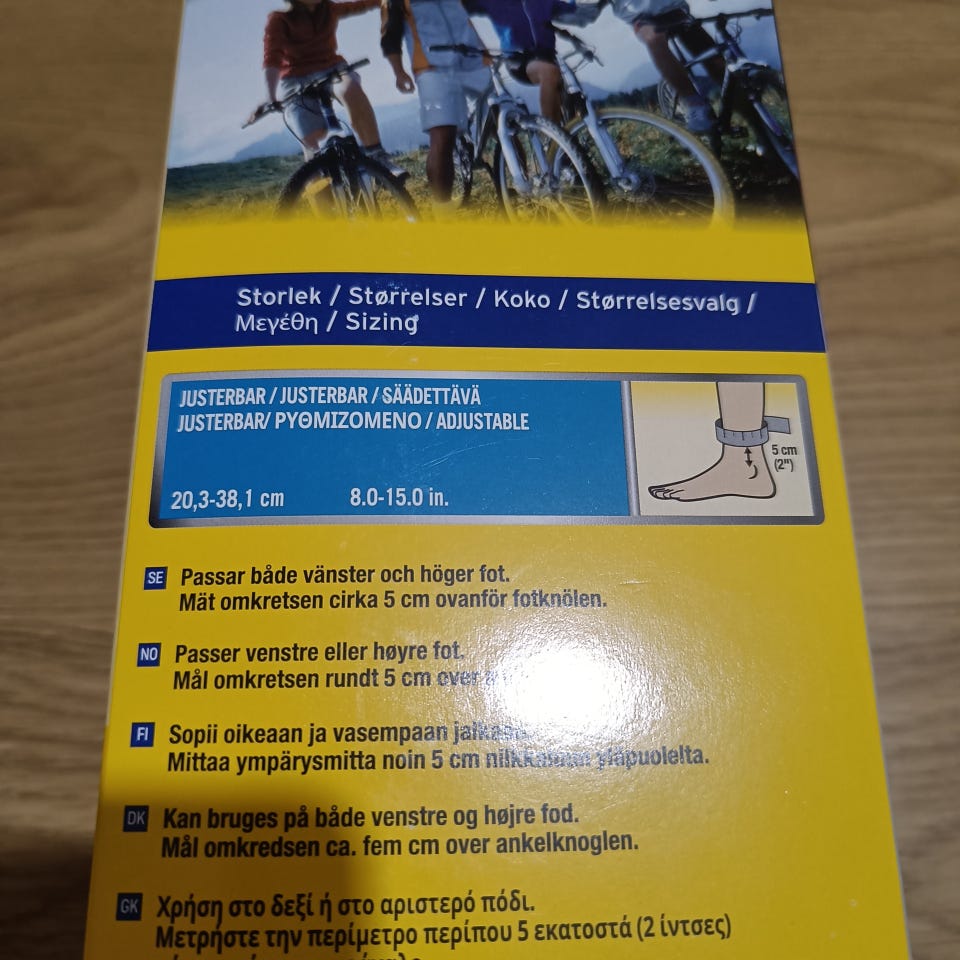 Storlek / Størrelser / Koko / Størrelsesvalg /
Μεγέθη / Sizing
JUSTERBAR / JUSTERBAR / SÄÄDETTÄVÄ
JUSTERBAR/ ΡΥΘΜΙΖΟΜΕΝΟ / ADJUSTABLE
20,3-38,1 cm 8.0-15.0 in.
5 cm
(2")
SE Passar både vänster och höger fot.
Mät omkretsen cirka 5 cm ovanför fotknölen.
NO Passer venstre eller høyre fot.
Mål omkretsen rundt 5 cm over
FI Sopii oikeaan ja vasempaan
Mittaa ympärysmitta noin 5 cm yläpuolelta.
DK Kan bruges på både venstre og højre fod.
Mål omkredsen ca. fem cm over ankelknoglen.
GK Χρήση στο δεξί ή στο αριστερό πόδι.
Μετρήστε την περίμετρο περίπου 5 εκατοστά (2 ίντσες)